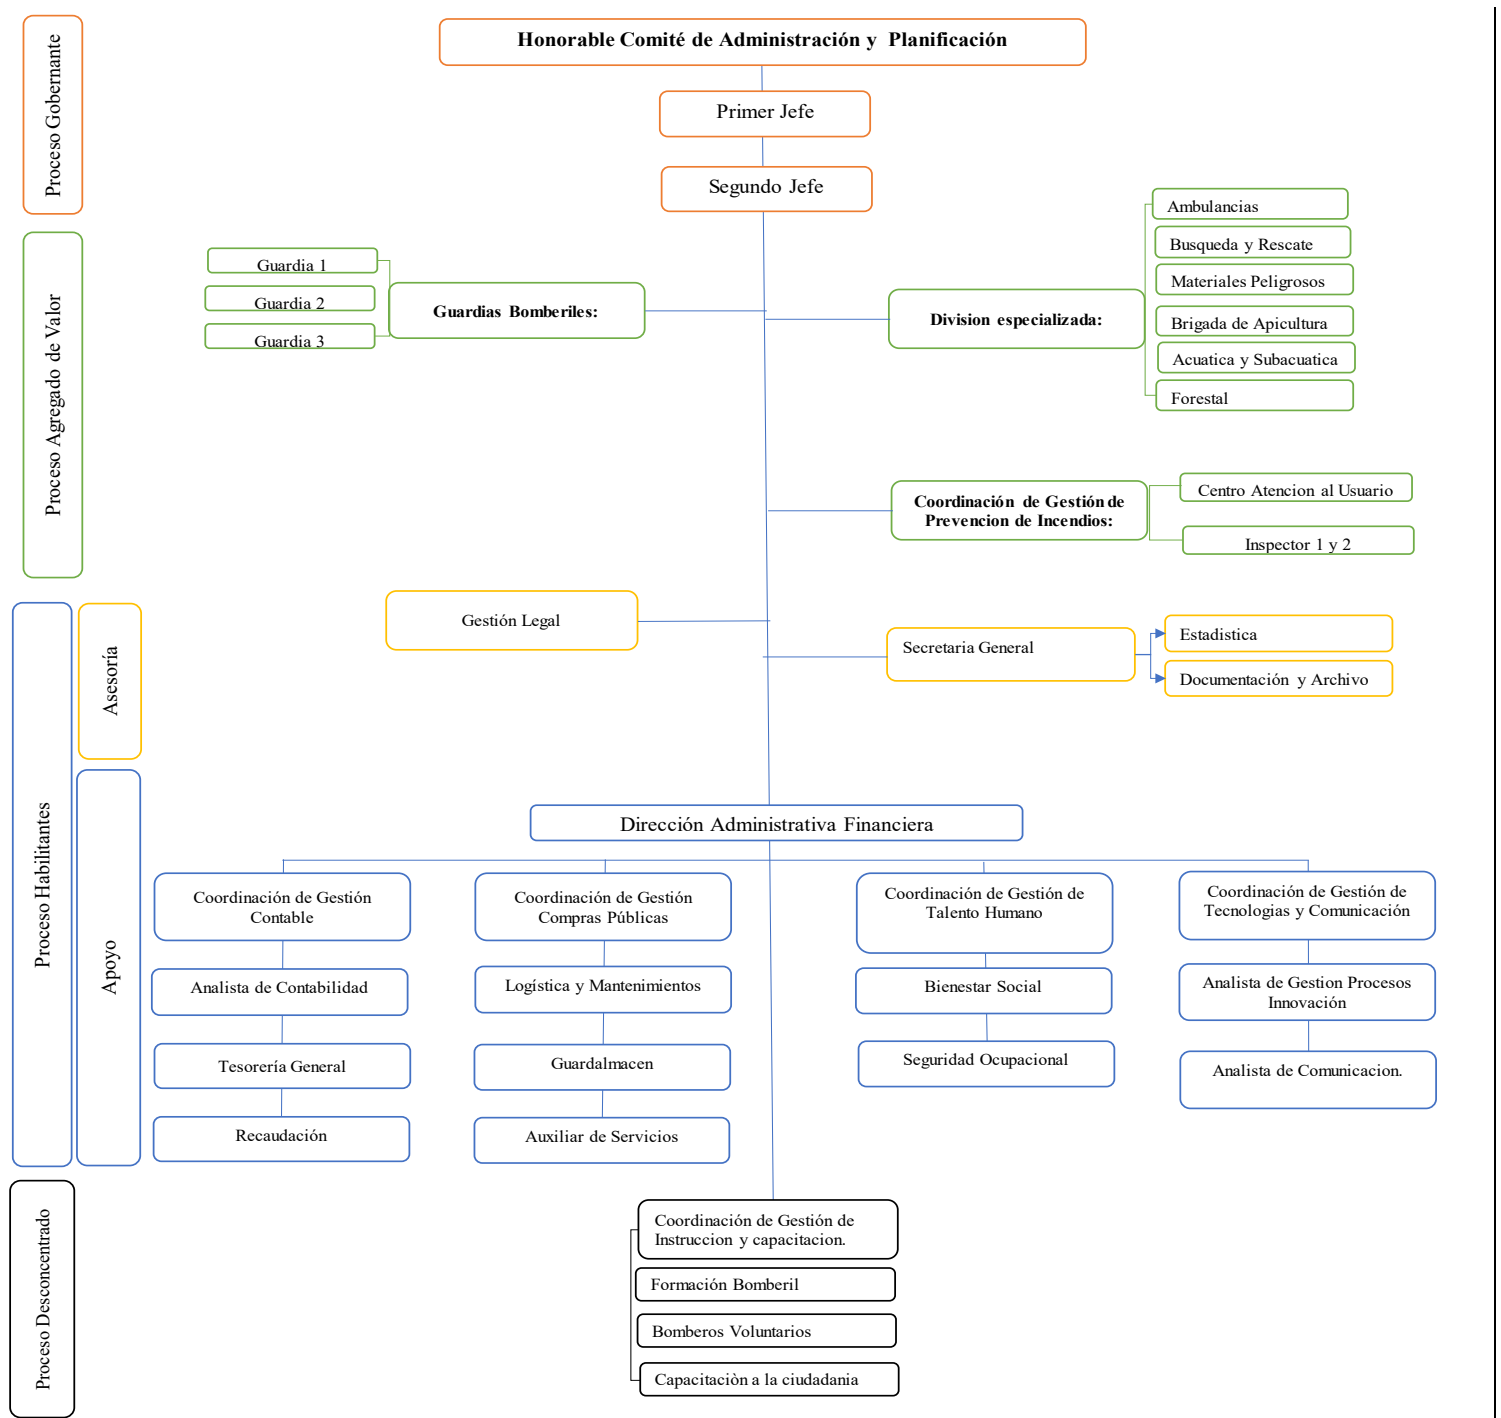 Proceso Gobernante
Honorable Comité de Administración y Planificación
Primer Jefe
Segundo Jefe
Proceso Agregado de Valor
Guardia 1
Guardia 2
Guardia 3
Guardias Bomberiles:
Division especializada:
Ambulancias
Busqueda y Rescate
Materiales Peligrosos
Brigada de Apicultura
Acuatica y Subacuatica
Forestal
Coordinación de Gestión de
Prevencion de Incendios:
Centro Atencion al Usuario
Inspector 1 y 2
Proceso Habilitantes
Asesoría
Gestión Legal
Secretaria General
Estadistica
Documentación y Archivo
Apoyo
Dirección Administrativa Financiera
Coordinación de Gestión
Contable
Analista de Contabilidad
Tesorería General
Recaudación
Coordinación de Gestión
Compras Públicas
Logística y Mantenimientos
Guardalmacen
Auxiliar de Servicios
Coordinación de Gestión de
Talento Humano
Bienestar Social
Seguridad Ocupacional
Coordinación de Gestión de
Tecnologias y Comunicación
Analista de Gestion Procesos
Innovación
Analista de Comunicacion.
Proceso Desconcentrado
Coordinación de Gestión de
Instruccion y capacitacion.
Formación Bomberil
Bomberos Voluntarios
Capacitaciòn a la ciudadania